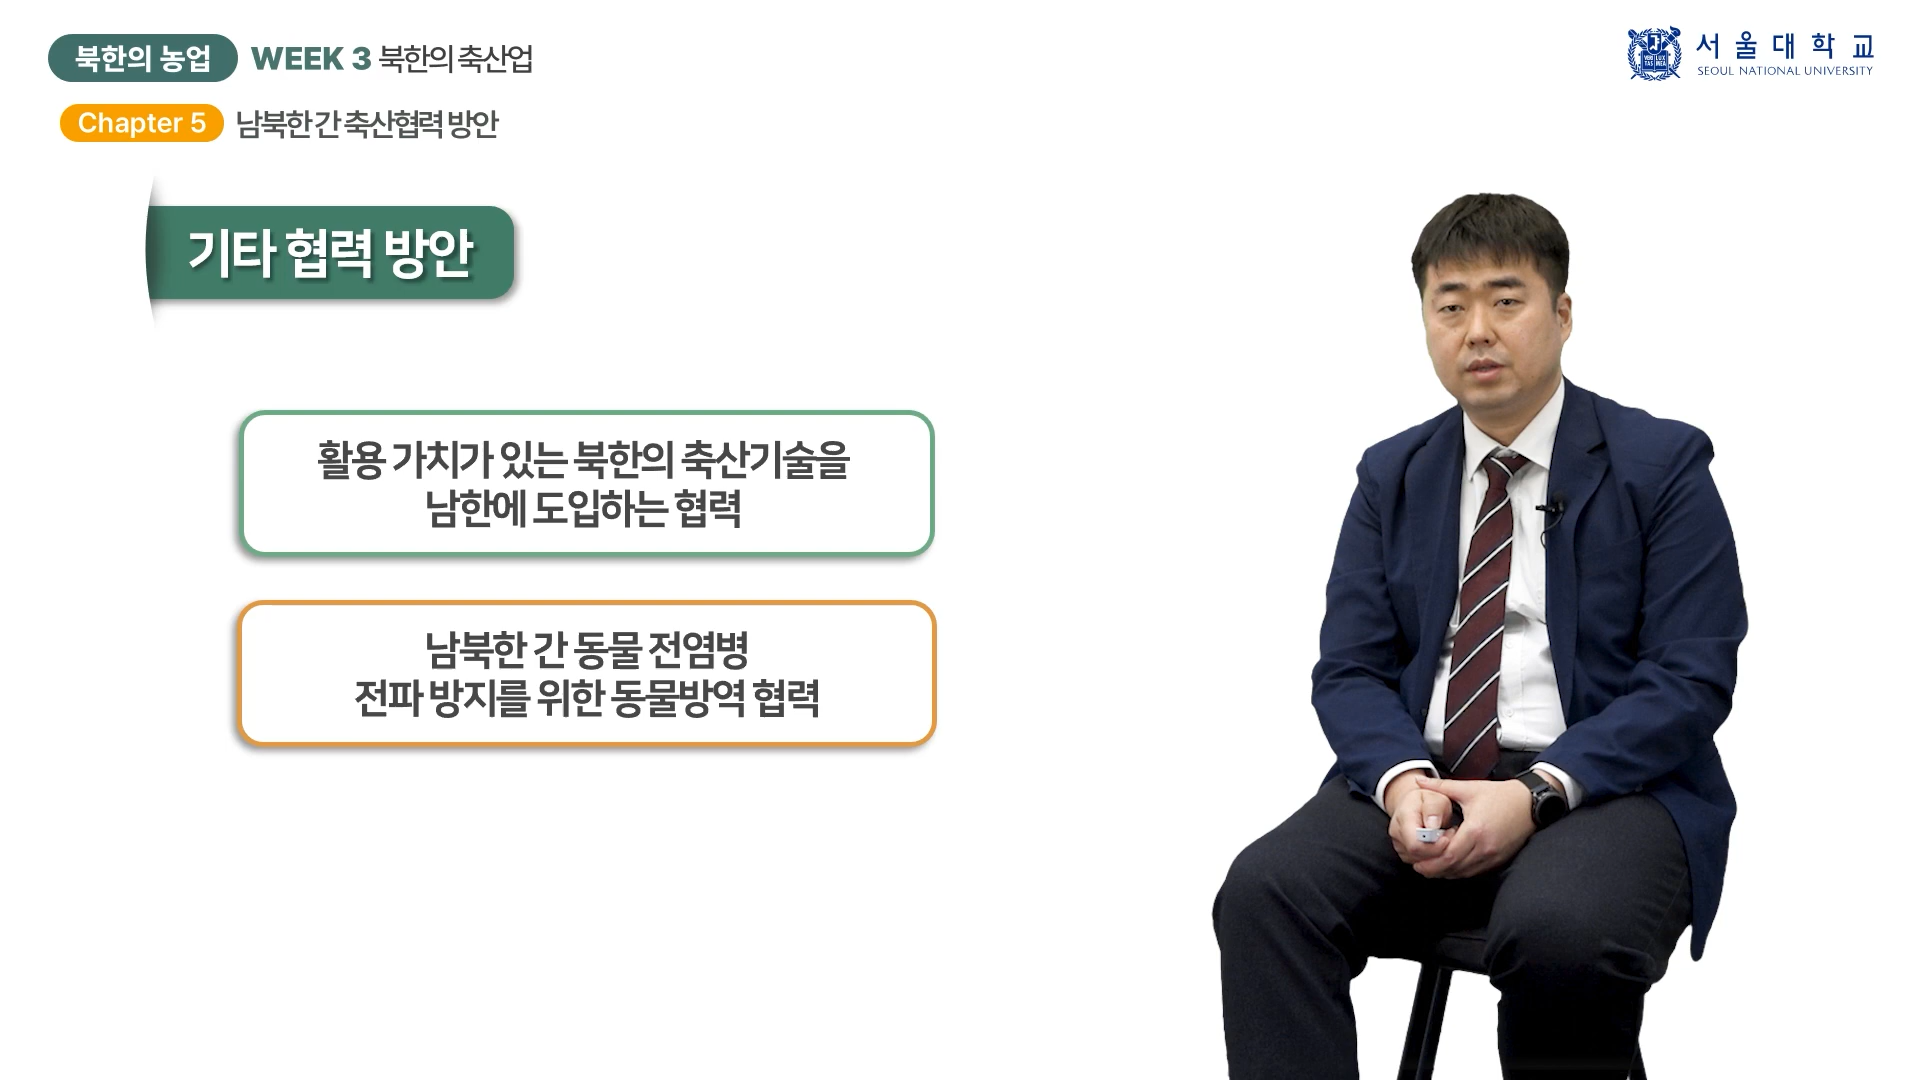 북한의 농업 WEEK 3 북한의 축산업
서울대학교
SEOUL NATIONAL UNIVERSITY
Chapter 5 남북한 간 축산협력 방안
기타 협력 방안
활용 가치가 있는 북한의 축산기술을
남한에 도입하는 협력
남북한 간 동물 전염병
전파 방지를 위한 동물방역 협력